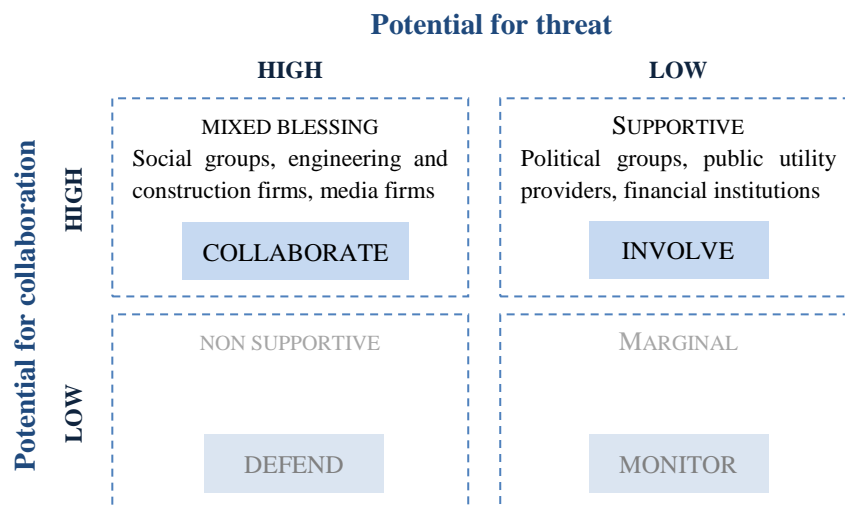 Potential for threat
HIGH
LOW
Potential for collaboration
HIGH
MIXED BLESSING
Social groups, engineering and
construction firms, media firms
COLLABORATE
SUPPORTIVE
Political groups, public utility
providers, financial institutions
INVOLVE
LOW
NON SUPPORTIVE
DEFEND
MARGINAL
MONITOR